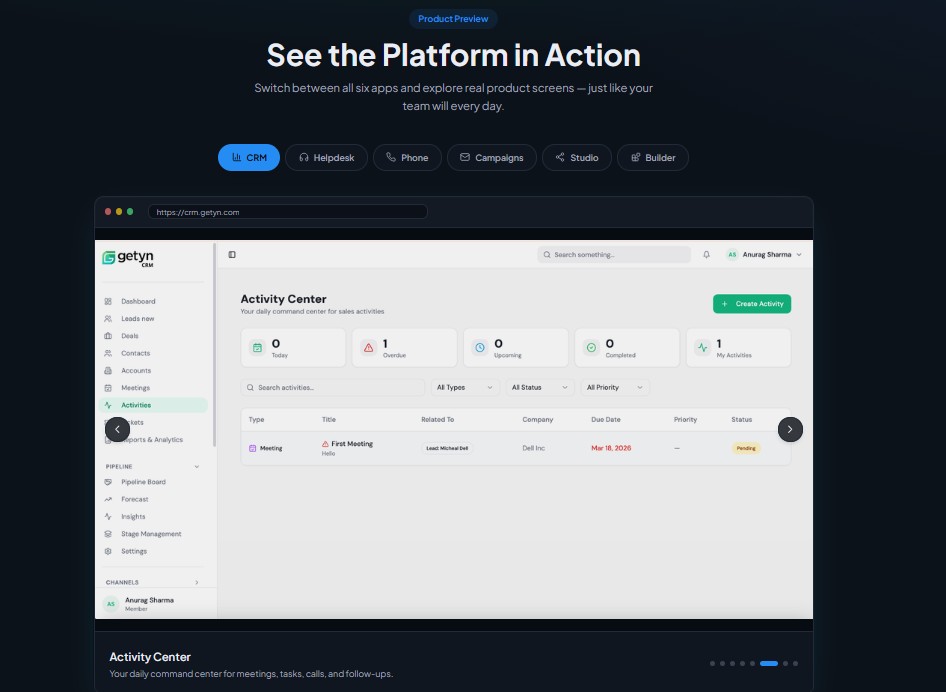 Product Preview
See the Platform in Action
Switch between all six apps and explore real product screens — just like your
team will every day.
CRM
Helpdesk
Phone
Campaigns
Studio
Builder
https://crm.getyn.com
getyn
CRM
Search something...
AS
Anurag Sharma
Dashboard
Leads new
Deals
Contacts
Accounts
Meetings
Activities
& Analytics
PIPELINE
Pipeline Board
Forecast
Insights
Stage Management
Settings
CHANNELS
AS
Anurag Sharma
Member
Activity Center
Your daily command center for sales activities
+ Create Activity
0
Today
1
Overdue
0
Upcoming
0
Completed
1
My Activities
Search activities...
All Types
All Status
All Priority
Type Title Related To Company Due Date Priority Status
Meeting First Meeting Lead: Micheal Dell Dell Inc Mar 18, 2026 — Pending
Hello
Activity Center
Your daily command center for meetings, tasks, calls, and follow-ups.